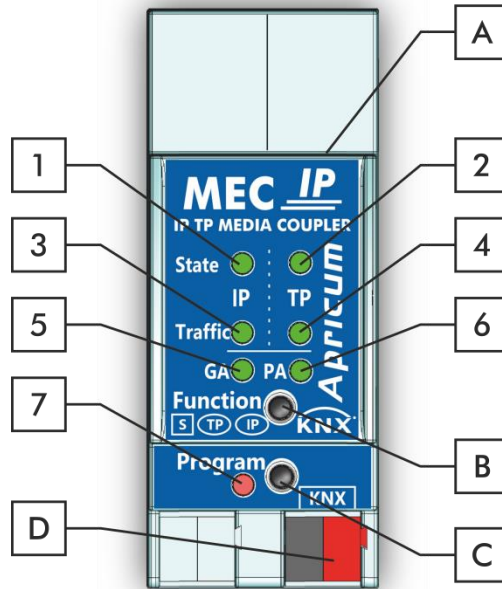 A
1
MEC IP
2
IP TP MEDIA COUPLER
3
State
4
IP TP
Apricum
5
Traffic
6
GA PA
7
Function
S TP IP
KNX
B
Program
KNX
D
C